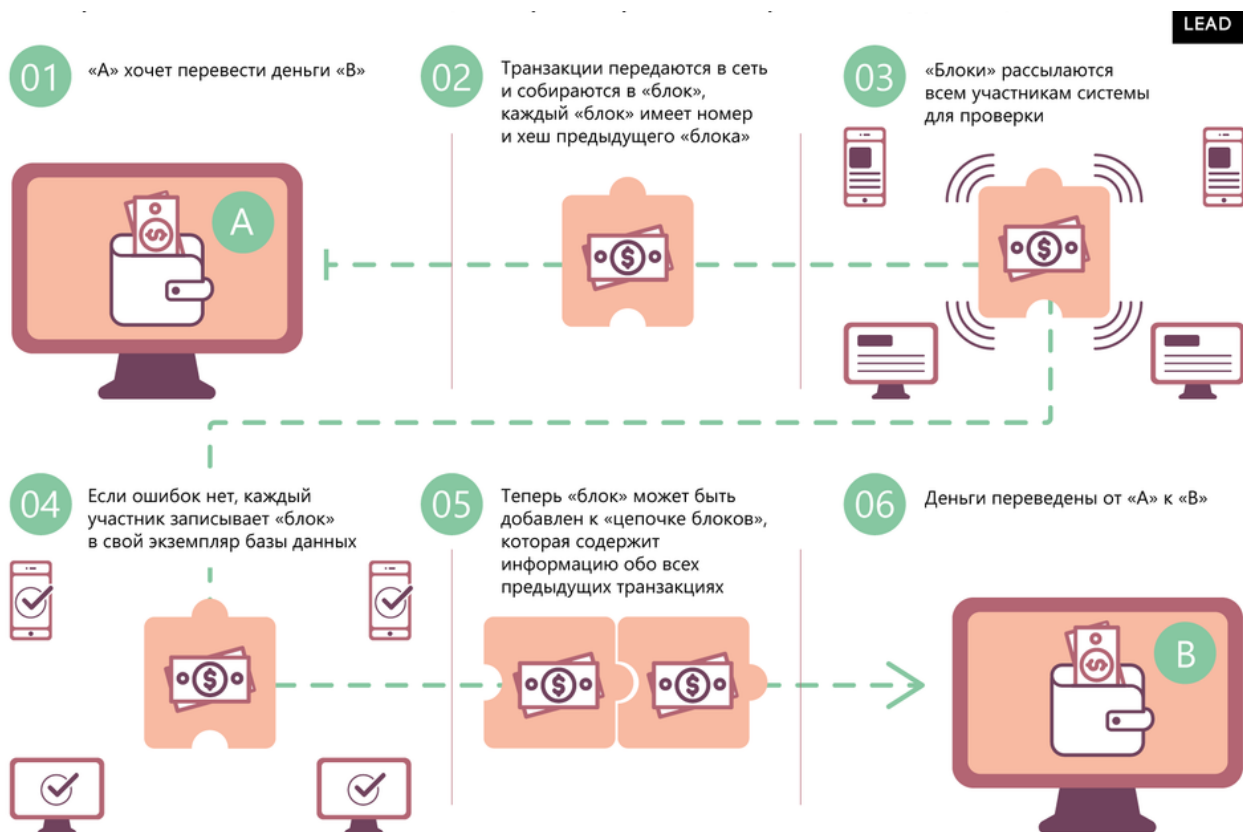 LEAD
01
«А» хочет перевести деньги «В»
02
Транзакции передаются в сеть
и собираются в «блок»,
каждый «блок» имеет номер
и хеш предыдущего «блока»
03
«Блоки» рассылаются
всем участникам системы
для проверки
A
04
Если ошибок нет, каждый
участник записывает «блок»
в свой экземпляр базы данных
05
Теперь «блок» может быть
добавлен к «цепочке блоков»,
которая содержит
информацию обо всех
предыдущих транзакциях
06
Деньги переведены от «А» к «В»
B